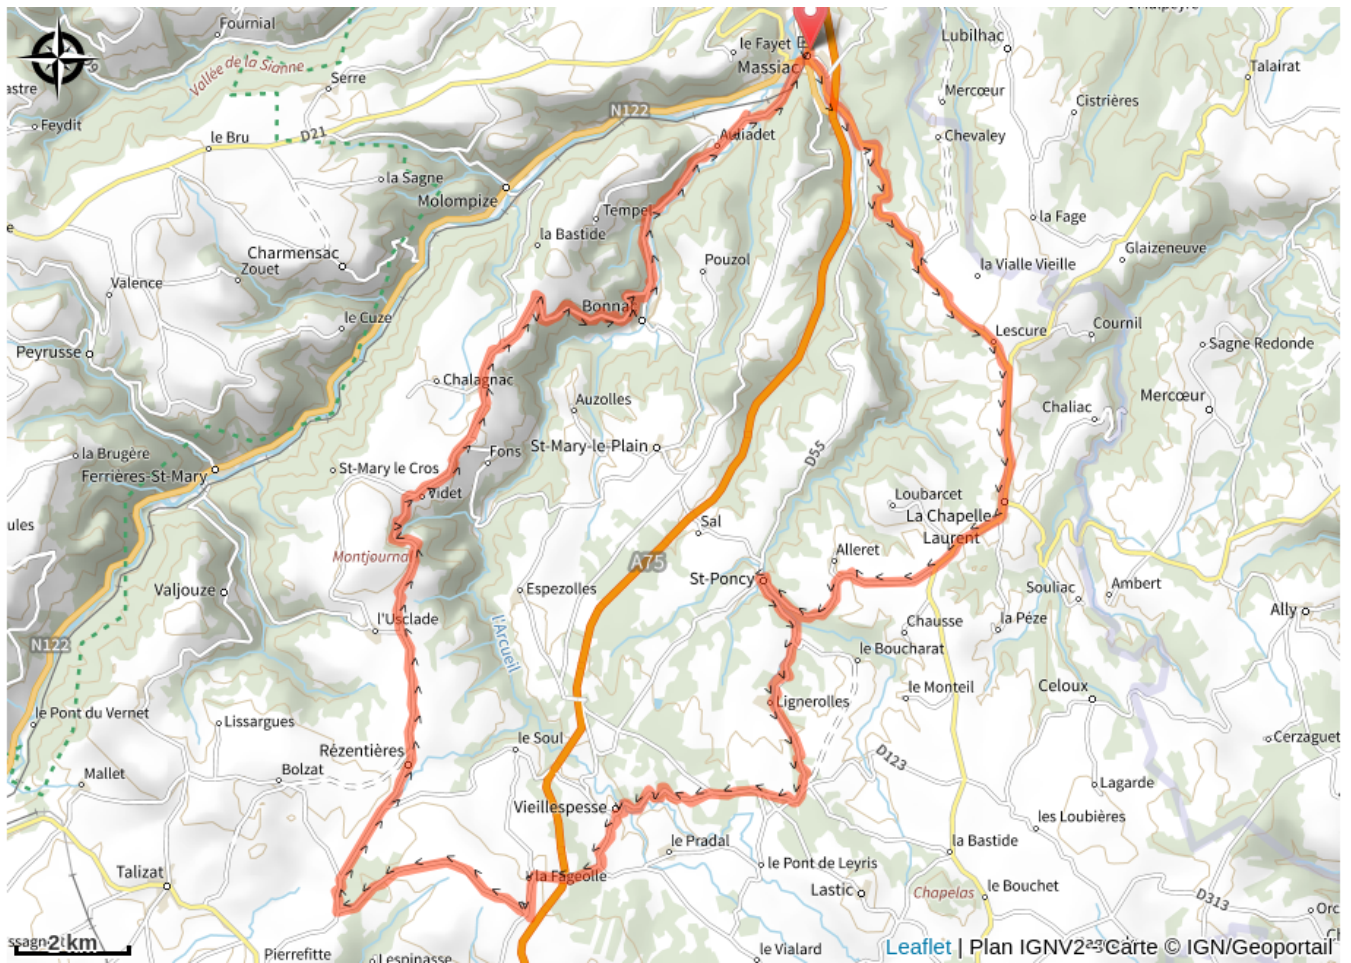 Fournial
le Fayet
Lubilhac
Massiac
Vallée de la Sianne
Talairat
astre
Serre
Mercœur
Cistrières
N122
Feydit
le Bru
D21
Auliadet
Chevaley
la Sagne
Molompize
Tempel
la Fage
la Bastide
Charmensac
Zouet
Pouzol
Glaizeneuve
la Vialle Vieille
Valence
Bonnac
le Cuze
Lescure
Cournil
Peyrusse
Sagne Redonde
Chalagnac
Auzolles
Chaliac
Mercœur
la Brugère
Fons
St-Mary-le-Plain
D55
Ferrières-St-Mary
St-Mary le Cros
Videt
Loubarcet
La Chapelle
Laurent
ules
Sal
Montjournal
A75
Alleret
St-Poncy
Valjouze
Espezolles
Souliac
Ambert
l'Usclade
l'Arcueil
Chausse
la Pèze
Ally
N122
le Boucharat
le Monteil
Celoux
Lignerolles
le Pont du Vernet
Lissargues
Rézentières
le Soul
D123
Cerzaguet
Mallet
Bolzat
Lagarde
Vieillespesse
les Loubières
le Pradal
la Bastide
Talizat
la Fageolle
le Pont de Leyris
Lastic
Chapelas
le Bouchet
D313
Orc
2 km
Pierrefitte
Lespinasse
le Vialard
Leaflet | Plan IGNV2 - Carte © IGN/Geoportail